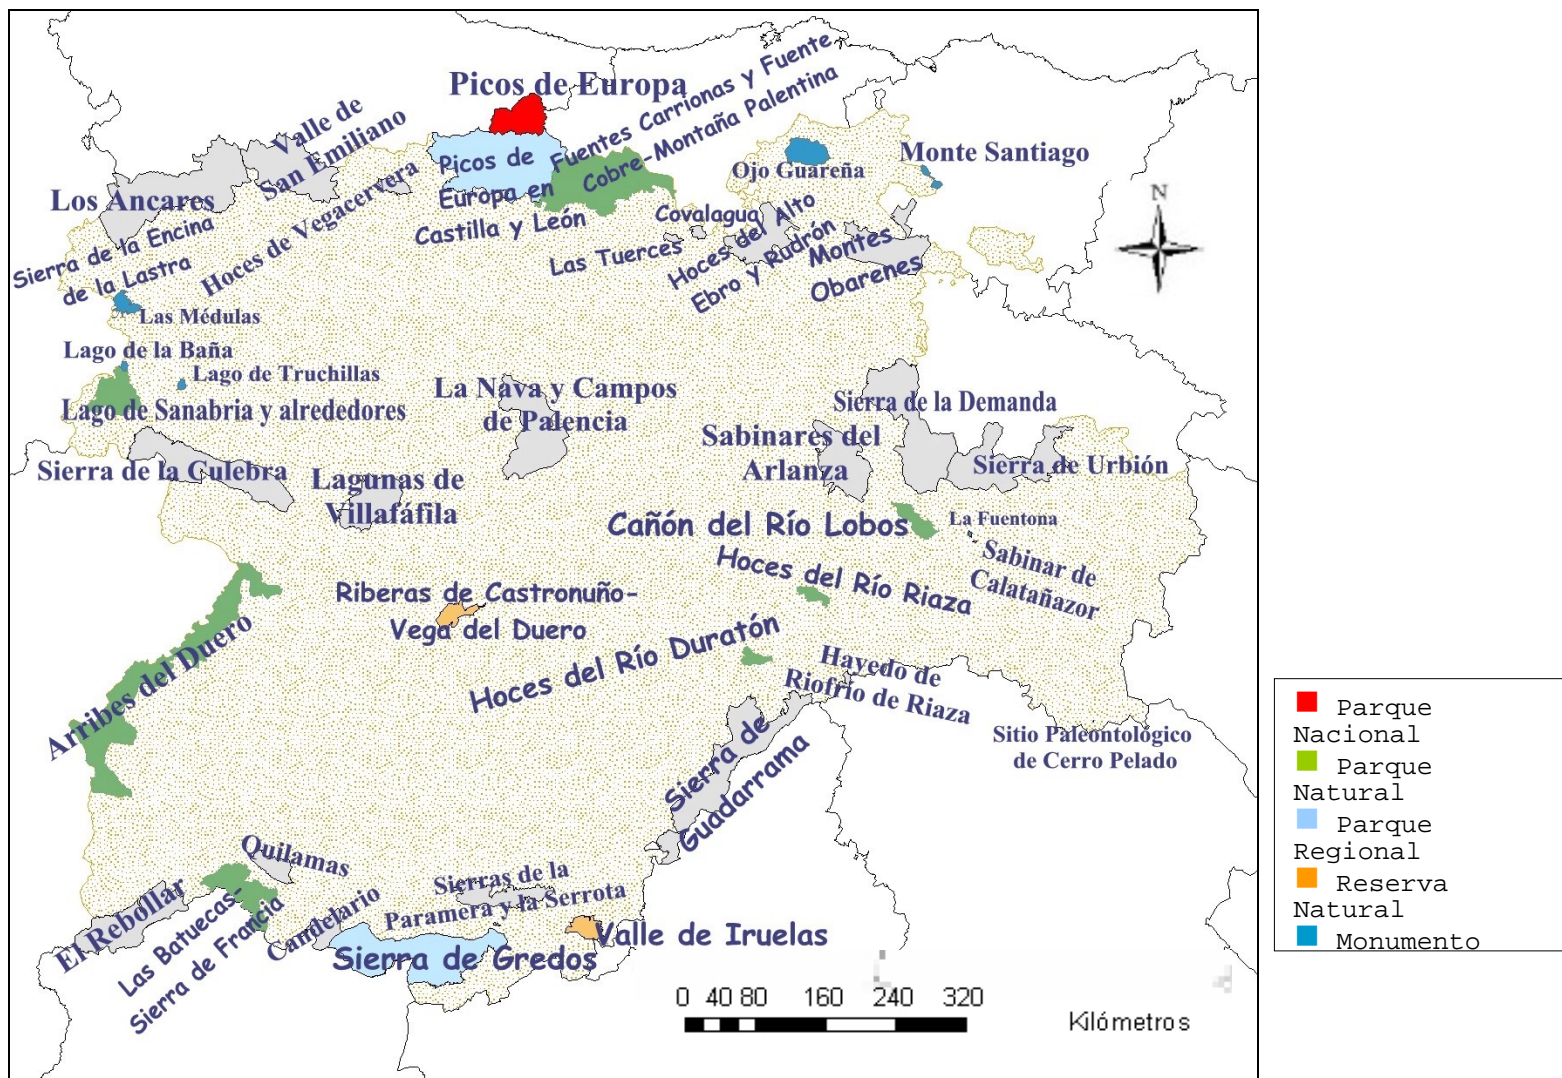 Picos de Europa
Fuentes Carrionas y Fuente
Cobre-Montaña Palentina
Valle de
San Emiliano
Picos de
Europa en
Castilla y León
Ojo Guareña
Monte Santiago
N
Los Ancares
Hoces de Vegacervera
Sierra de la Encina
de la Lastra
Covalagua
Las Tuerces
Hoces del Alto
Ebro y Rudrón
Montes
Obarenes
Las Médulas
Lago de la Baña
Lago de Truchillas
Lago de Sanabria y alrededores
La Nava y Campos
de Palencia
Sierra de la Demanda
Sabinares del
Arlanza
Sierra de Urbión
Sierra de la Culebra
Lagunas de
Villafáfila
Cañón del Río Lobos
La Fuentona
Sabinar de
Calatañazor
Hoces del Río Riaza
Riberas de Castronuño-
Vega del Duero
Hoces del Río Duratón
Hayedo de
Riofrío de Riaza
Arribes del Duero
Sitio Paleontológico
de Cerro Pelado
Sierra de
Guadarrama
Quilamas
El Rebollar
Las Batuecas-
Sierra de Francia
Candelario
Sierras de la
Paramera y la Serrota
Sierra de Gredos
Valle de Iruelas
0 40 80 160 240 320
Kilómetros
Parque
Nacional
Parque
Natural
Parque
Regional
Reserva
Natural
Monumento